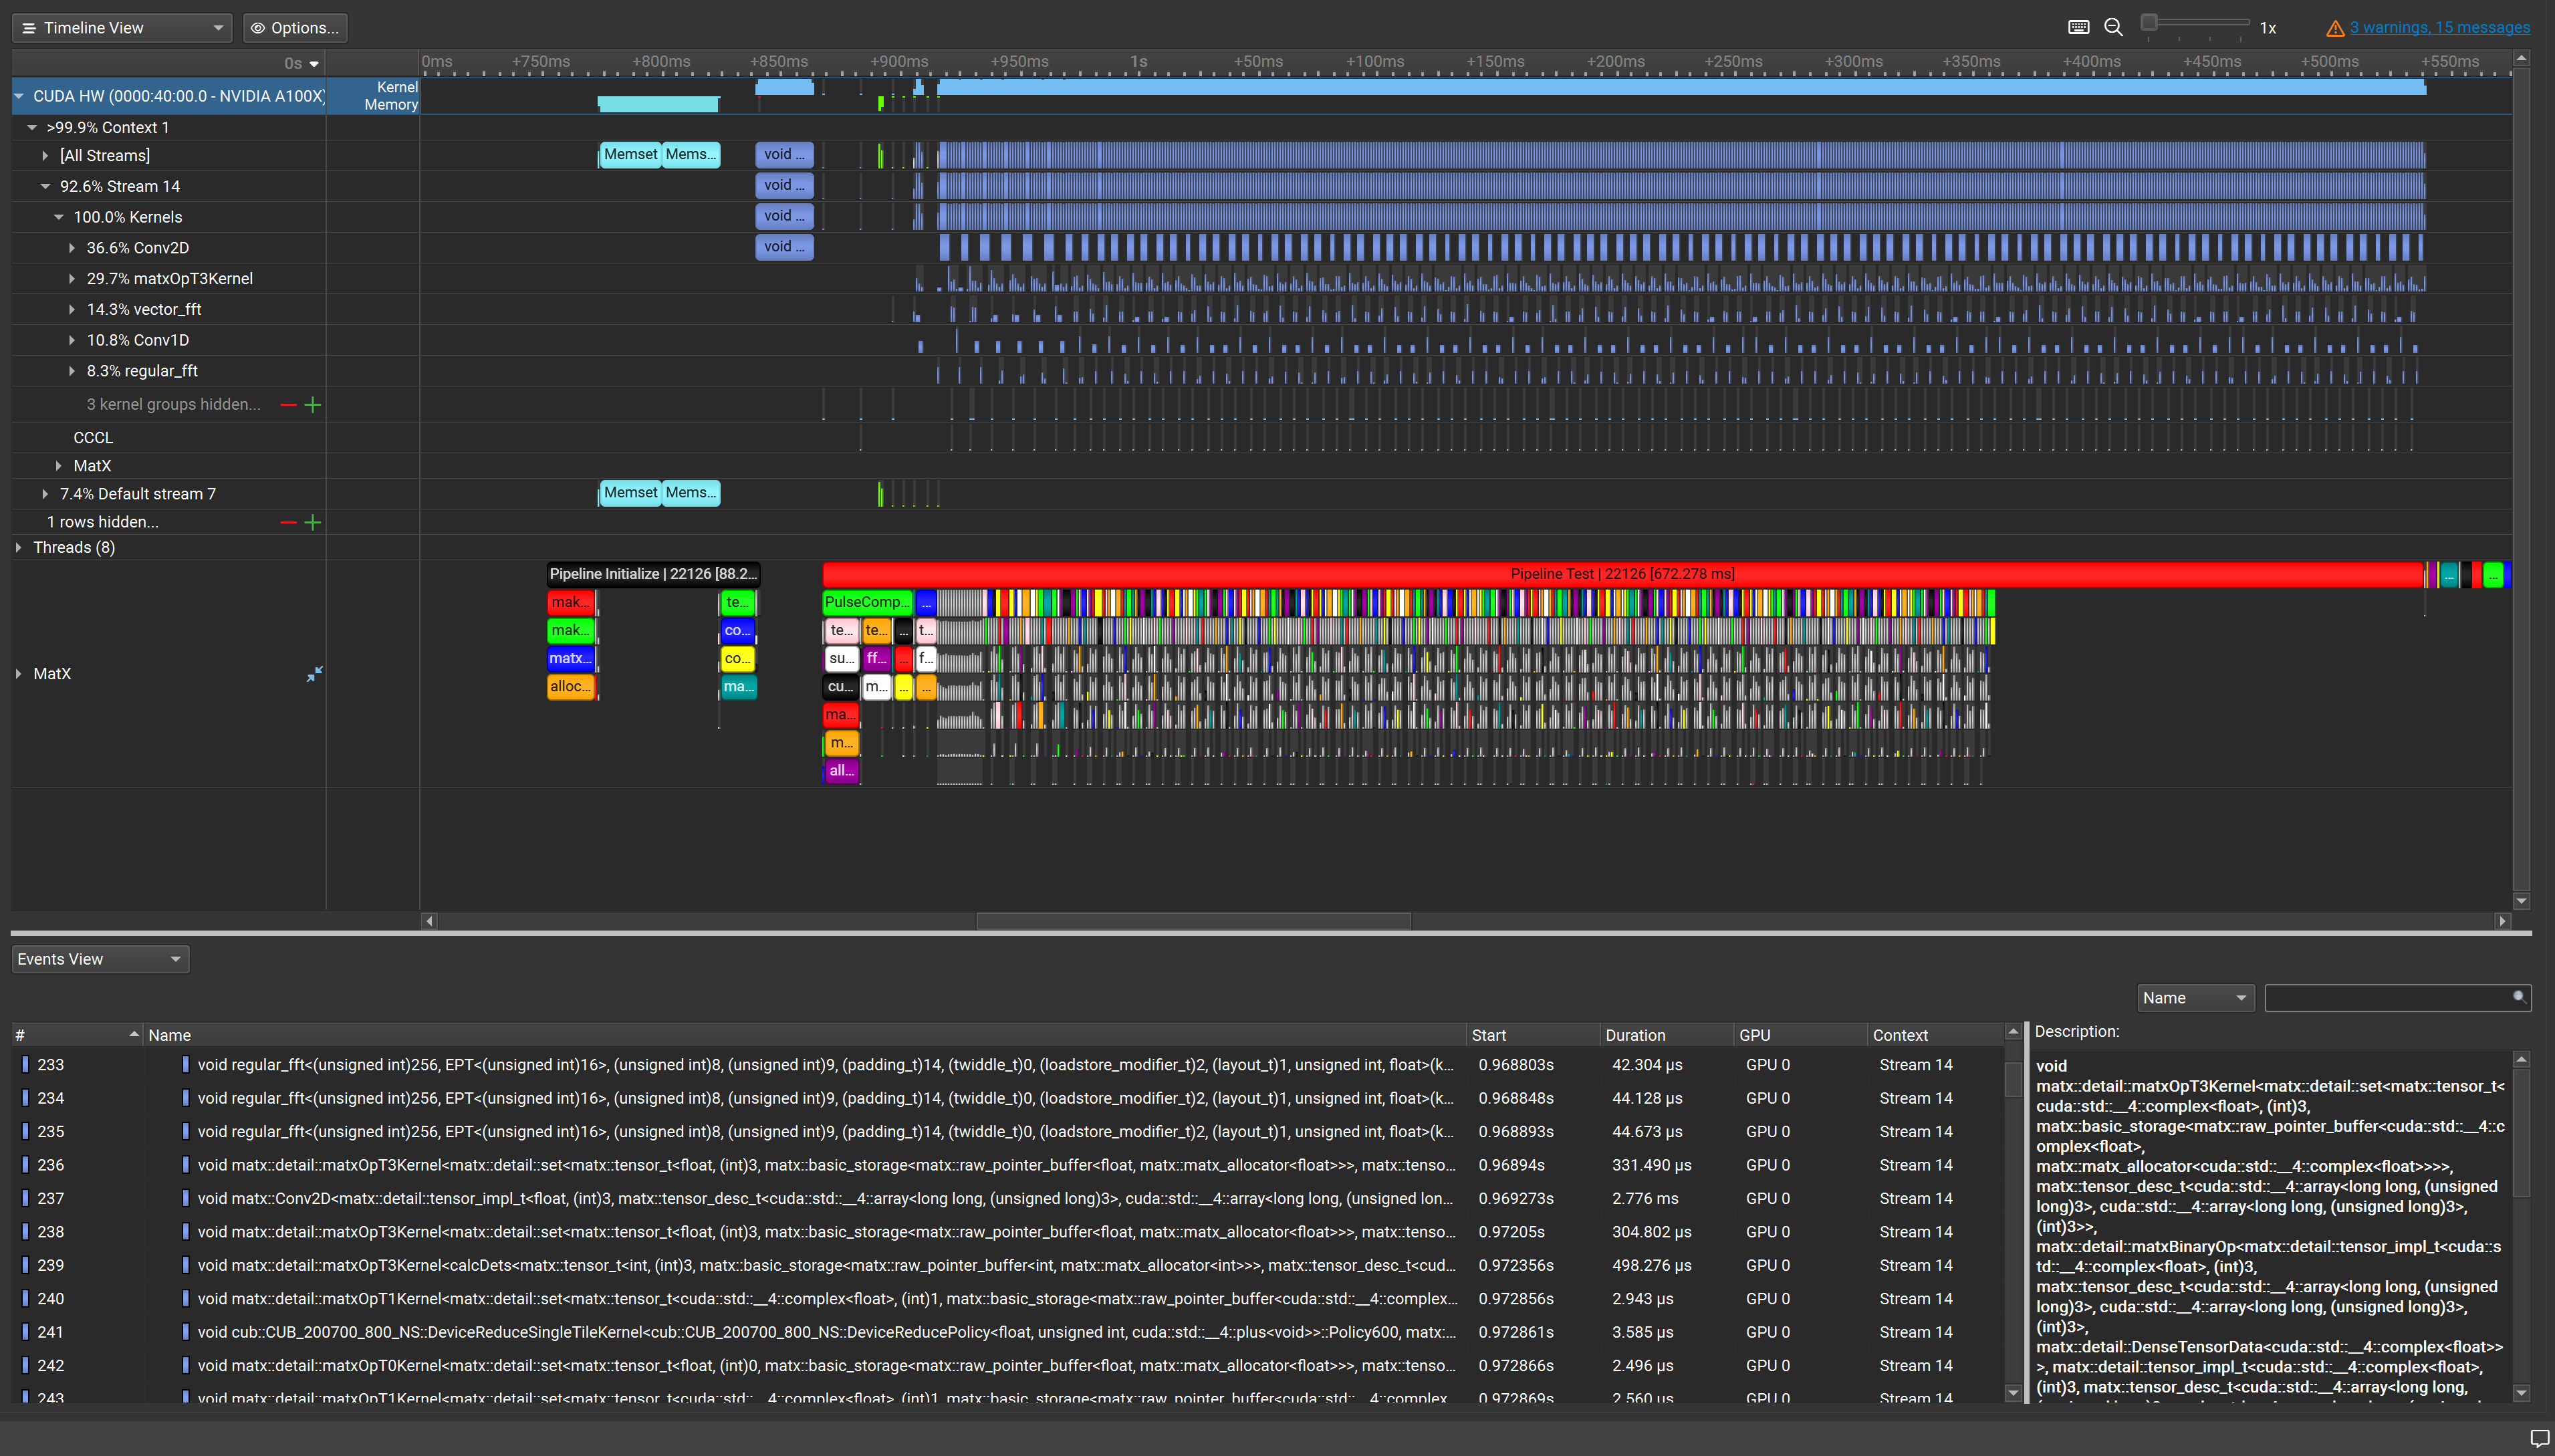 Timeline View
Options...
1x
3 warnings, 15 messages
0s
0ms +750ms +800ms +850ms +900ms +950ms 1s +50ms +100ms +150ms +200ms +250ms +300ms +350ms +400ms +450ms +500ms +550ms
CUDA HW (0000:40:00.0 - NVIDIA A100X)
Kernel
Memory
>99.9% Context 1
[All Streams]
Memset Mems... void ...
92.6% Stream 14
void ...
100.0% Kernels
void ...
36.6% Conv2D
void ...
29.7% matxOpT3Kernel
14.3% vector_fft
10.8% Conv1D
8.3% regular_fft
3 kernel groups hidden...
CCCL
MatX
7.4% Default stream 7
Memset Mems...
1 rows hidden...
Threads (8)
MatX
Pipeline Initialize | 22126 [88.2... Pipeline Test | 22126 [672.278 ms] ... ...
mak... te... PulseComp... ...
mak... co... te... te... ... t...
matx... co... su... ff... ... f...
alloc... ma... cu... m... ... ...
ma...
m...
all...
Events View
Name
# Name Start Duration GPU Context
233 void regular_fft<(unsigned int)256, EPT<(unsigned int)16>, (unsigned int)8, (unsigned int)9, (padding_t)14, (twiddle_t)0, (loadstore_modifier_t)2, (layout_t)1, unsigned int, float>(k... 0.968803s 42.304 μs GPU 0 Stream 14
234 void regular_fft<(unsigned int)256, EPT<(unsigned int)16>, (unsigned int)8, (unsigned int)9, (padding_t)14, (twiddle_t)0, (loadstore_modifier_t)2, (layout_t)1, unsigned int, float>(k... 0.968848s 44.128 μs GPU 0 Stream 14
235 void regular_fft<(unsigned int)256, EPT<(unsigned int)16>, (unsigned int)8, (unsigned int)9, (padding_t)14, (twiddle_t)0, (loadstore_modifier_t)2, (layout_t)1, unsigned int, float>(k... 0.968893s 44.673 μs GPU 0 Stream 14
236 void matx::detail::matxOpT3Kernel<matx::detail::set<matx::tensor_t<float, (int)3, matx::basic_storage<matx::raw_pointer_buffer<float, matx::matx_allocator<float>>>, matx::tenso... 0.96894s 331.490 μs GPU 0 Stream 14
237 void matx::Conv2D<matx::detail::tensor_impl_t<float, (int)3, matx::tensor_desc_t<cuda::std::__4::array<long long, (unsigned long)3>, cuda::std::__4::array<long long, (unsigned lon... 0.969273s 2.776 ms GPU 0 Stream 14
238 void matx::detail::matxOpT3Kernel<matx::detail::set<matx::tensor_t<float, (int)3, matx::basic_storage<matx::raw_pointer_buffer<float, matx::matx_allocator<float>>>, matx::tenso... 0.97205s 304.802 μs GPU 0 Stream 14
239 void matx::detail::matxOpT3Kernel<calcDets<matx::tensor_t<int, (int)3, matx::basic_storage<matx::raw_pointer_buffer<int, matx::matx_allocator<int>>>, matx::tensor_desc_t<cud... 0.972356s 498.276 μs GPU 0 Stream 14
240 void matx::detail::matxOpT1Kernel<matx::detail::set<matx::tensor_t<cuda::std::__4::complex<float>, (int)1, matx::basic_storage<matx::raw_pointer_buffer<cuda::std::__4::complex... 0.972856s 2.943 μs GPU 0 Stream 14
241 void cub::CUB_200700_800_NS::DeviceReduceSingleTileKernel<cub::CUB_200700_800_NS::DeviceReducePolicy<float, unsigned int, cuda::std::__4::plus<void>>::Policy600, matx:... 0.972861s 3.585 μs GPU 0 Stream 14
242 void matx::detail::matxOpT0Kernel<matx::detail::set<matx::tensor_t<float, (int)0, matx::basic_storage<matx::raw_pointer_buffer<float, matx::matx_allocator<float>>>, matx::tenso... 0.972866s 2.496 μs GPU 0 Stream 14
243 void matx::detail::matxOpT1Kernel<matx::detail::set<matx::tensor_t<cuda::std::__4::complex<float>, (int)1, matx::basic_storage<matx::raw_pointer_buffer<cuda::std::__4::complex 0.972869s 2.560 μs GPU 0 Stream 14
Description:
void
matx::detail::matxOpT3Kernel<matx::detail::set<matx::tensor_t<
cuda::std::__4::complex<float>, (int)3,
matx::basic_storage<matx::raw_pointer_buffer<cuda::std::__4::c
omplex<float>,
matx::matx_allocator<cuda::std::__4::complex<float>>>>,
matx::tensor_desc_t<cuda::std::__4::array<long long, (unsigned
long)3>, cuda::std::__4::array<long long, (unsigned long)3>,
(int)3>>,
matx::detail::matxBinaryOp<matx::detail::tensor_impl_t<cuda::s
td::__4::complex<float>, (int)3,
matx::tensor_desc_t<cuda::std::__4::array<long long, (unsigned
long)3>, cuda::std::__4::array<long long, (unsigned long)3>,
(int)3>,
matx::detail::DenseTensorData<cuda::std::__4::complex<float>>
>, matx::detail::tensor_impl_t<cuda::std::__4::complex<float>,
(int)3, matx::tensor_desc_t<cuda::std::__4::array<long long,